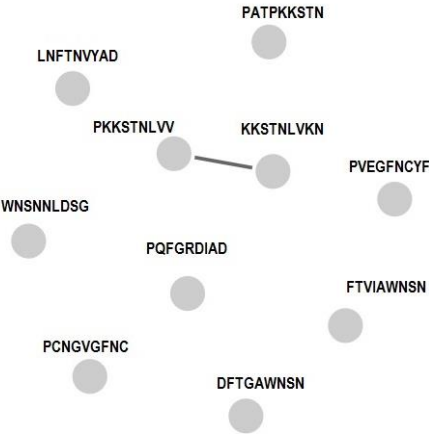 PATPKKSTN
LNFTNVYAD
PKKSTNLVV
KKSTNLVKN
PVEGFNCYF
WNSNNLDSG
PQFGRDIAD
FTVIAWNSN
PCNGVGFNC
DFTGAWNSN